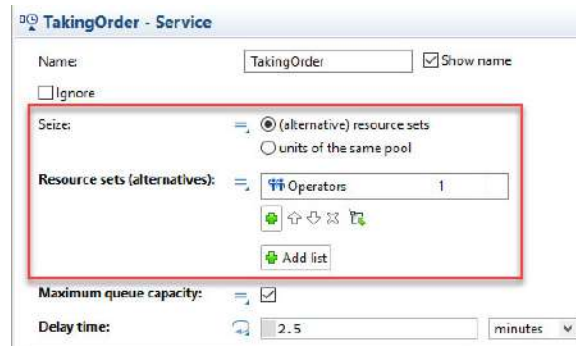 TakingOrder - Service
Name: TakingOrder Show name
Ignore
Seize: (alternative) resource sets
units of the same pool
Resource sets (alternatives): Operators 1
Add list
Maximum queue capacity:
Delay time: 2.5 minutes